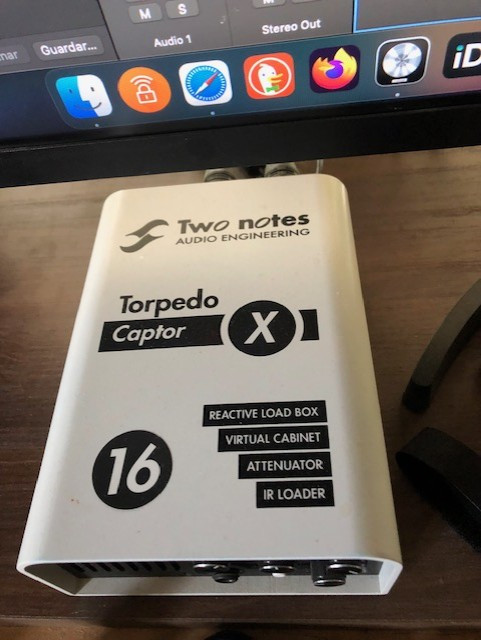 M S
Stereo Out
Guardar...
Audio 1
iD
Two notes
AUDIO ENGINEERING
Torpedo
Captor X
REACTIVE LOAD BOX
VIRTUAL CABINET
ATTENUATOR
IR LOADER
16